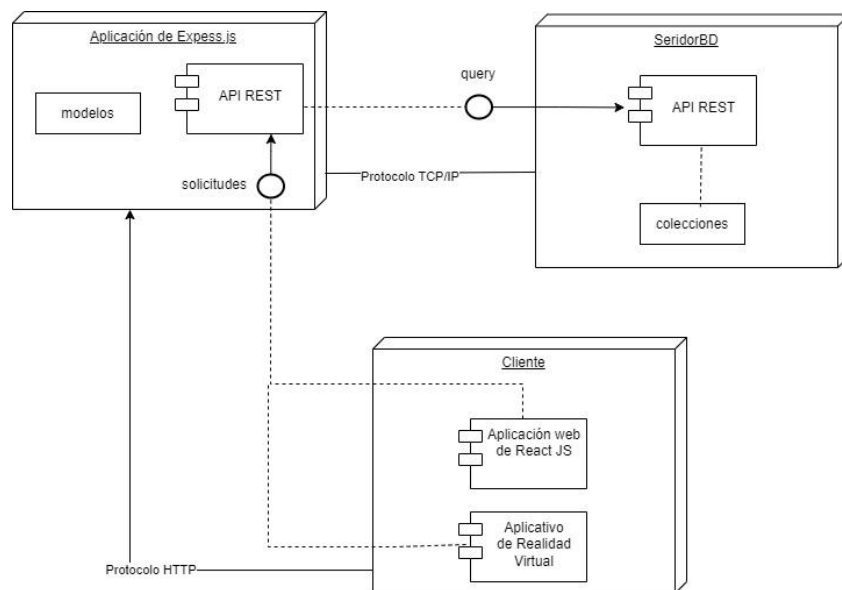 Aplicación de Expess.js
API REST
modelos
solicitudes
query
SeridorBD
API REST
colecciones
Protocolo TCP/IP
Cliente
Aplicación web
de React JS
Aplicativo
de Realidad
Virtual
Protocolo HTTP